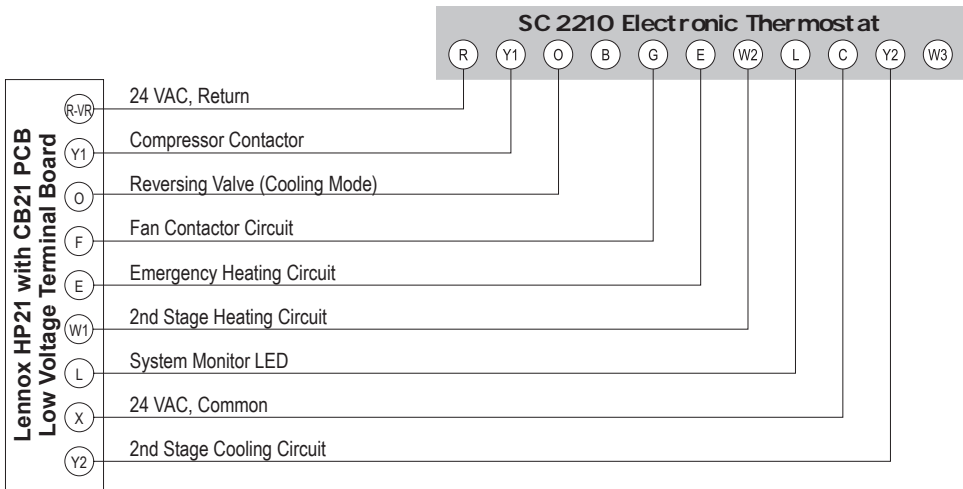 SC 2210 Electronic Thermostat
R Y1 O B G E W2 L C Y2 W3
Lennox HP21 with CB21 PCB
Low Voltage Terminal Board
R-VR 24 VAC, Return
Y1 Compressor Contactor
O Reversing Valve (Cooling Mode)
F Fan Contactor Circuit
E Emergency Heating Circuit
W1 2nd Stage Heating Circuit
L System Monitor LED
X 24 VAC, Common
Y2 2nd Stage Cooling Circuit